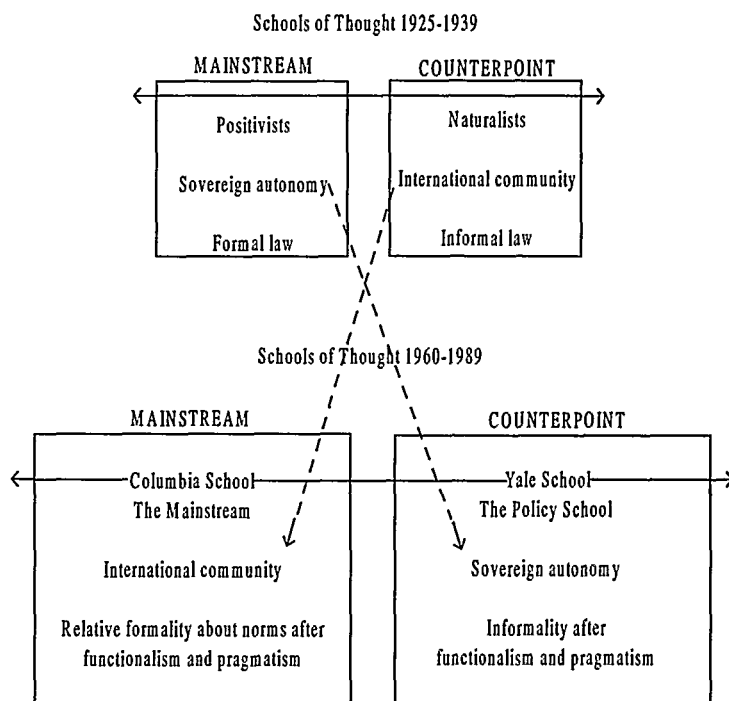 Schools of Thought 1925-1939
MAINSTREAM
COUNTERPOINT
Positivists
Naturalists
Sovereign autonomy
International community
Formal law
Informal law
Schools of Thought 1960-1989
MAINSTREAM
COUNTERPOINT
Columbia School
The Mainstream
Yale School
The Policy School
International community
Sovereign autonomy
Relative formality about norms after
functionalism and pragmatism
Informality after
functionalism and pragmatism